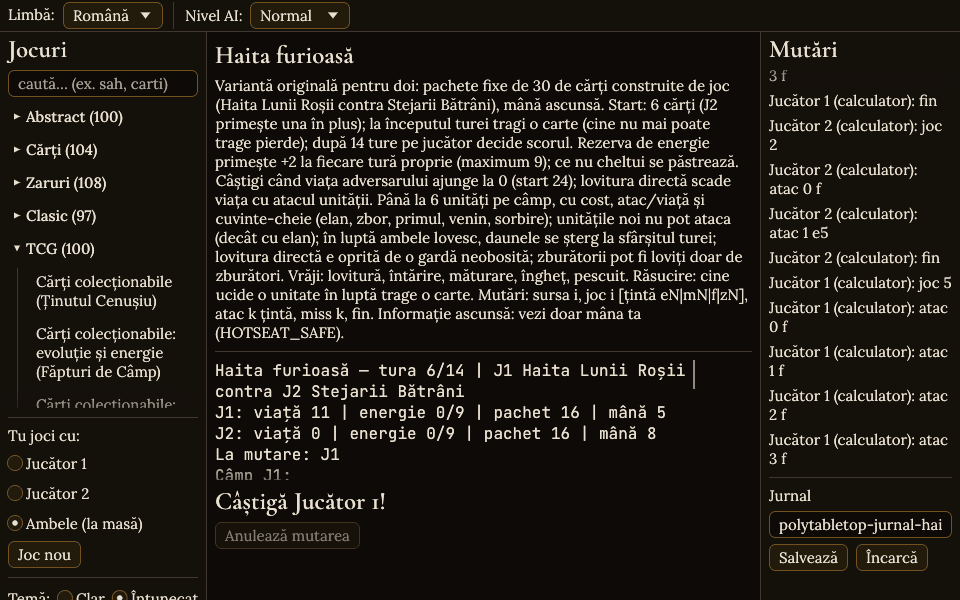 Limbă: Română ▼ Nivel AI: Normal ▼
Jocuri
caută... (ex. sah, carti)
▸ Abstract (100)
▸ Cărți (104)
▸ Zaruri (108)
▸ Clasic (97)
▾ TCG (100)
Cărți colecționabile
(Ținutul Cenușiu)
Cărți colecționabile:
evoluție și energie
(Făpturi de Câmp)
Cărți colecționabile:
Tu joci cu:
Jucător 1
Jucător 2
Ambele (la masă)
Joc nou
Temă: Clar Întunecat
Haita furioasă
Variantă originală pentru doi: pachete fixe de 30 de cărți construite de joc
(Haita Lunii Roșii contra Stejarii Bătrâni), mână ascunsă. Start: 6 cărți (J2
primește una în plus); la începutul turei tragi o carte (cine nu mai poate
trage pierde); după 14 ture pe jucător decide scorul. Rezerva de energie
primește +2 la fiecare tură proprie (maximum 9); ce nu cheltui se păstrează.
Câștigi când viața adversarului ajunge la 0 (start 24); lovitura directă scade
viața cu atacul unității. Până la 6 unități pe câmp, cu cost, atac/viață și
cuvinte-cheie (elan, zbor, primul, venin, sorbire); unitățile noi nu pot ataca
(decât cu elan); în luptă ambele lovesc, daunele se șterg la sfârșitul turei;
lovitura directă e oprită de o gardă neobosită; zburătorii pot fi loviți doar de
zburători. Vrăji: lovitură, întărire, măturare, îngheț, pescuit. Răsucire: cine
ucide o unitate în luptă trage o carte. Mutări: sursa i, joc i [țintă eN|mN|f|zN],
atac k țintă, miss k, fin. Informație ascunsă: vezi doar mâna ta
(HOTSEAT_SAFE).
Haita furioasă — tura 6/14 | J1 Haita Lunii Roșii
contra J2 Stejarii Bătrâni
J1: viață 11 | energie 0/9 | pachet 16 | mână 5
J2: viață 0 | energie 0/9 | pachet 16 | mână 8
La mutare: J1
Câmp J1:
Câștigă Jucător 1!
Anulează mutarea
Mutări
3 f
Jucător 1 (calculator): fin
Jucător 2 (calculator): joc
2
Jucător 2 (calculator):
atac 0 f
Jucător 2 (calculator):
atac 1 e5
Jucător 2 (calculator): fin
Jucător 1 (calculator): joc 5
Jucător 1 (calculator): atac
0 f
Jucător 1 (calculator): atac
1 f
Jucător 1 (calculator): atac
2 f
Jucător 1 (calculator): atac
3 f
Jurnal
polytabletop-jurnal-hai
Salvează Încarcă